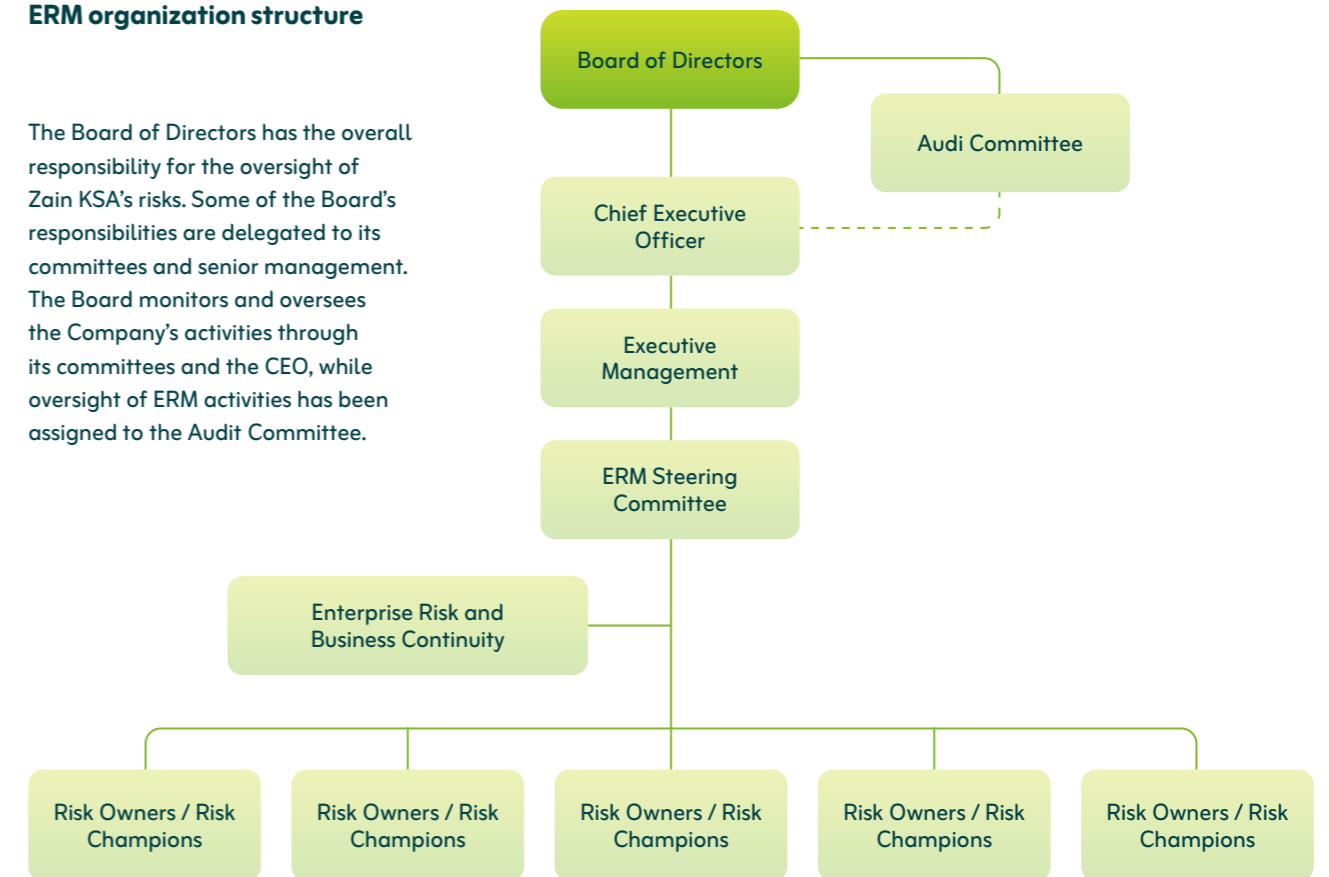 ERM organization structure
The Board of Directors has the overall
responsibility for the oversight of
Zain KSA's risks. Some of the Board's
responsibilities are delegated to its
committees and senior management.
The Board monitors and oversees
the Company's activities through
its committees and the CEO, while
oversight of ERM activities has been
assigned to the Audit Committee.
Board of Directors
Audi Committee
Chief Executive
Officer
Executive
Management
ERM Steering
Committee
Enterprise Risk and
Business Continuity
Risk Owners / Risk
Champions
Risk Owners / Risk
Champions
Risk Owners / Risk
Champions
Risk Owners / Risk
Champions
Risk Owners / Risk
Champions